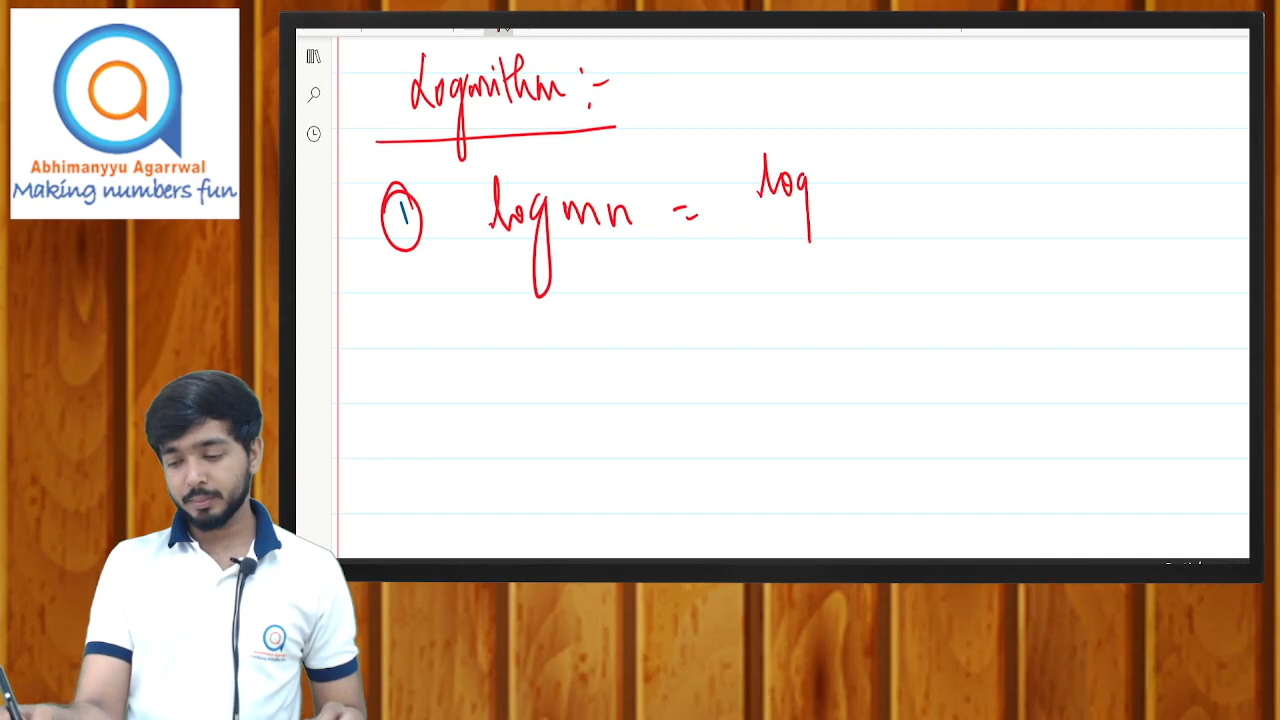 Abhimanyyu Agarrwal
Making numbers fun
Logarithm :-
1 log mn = log